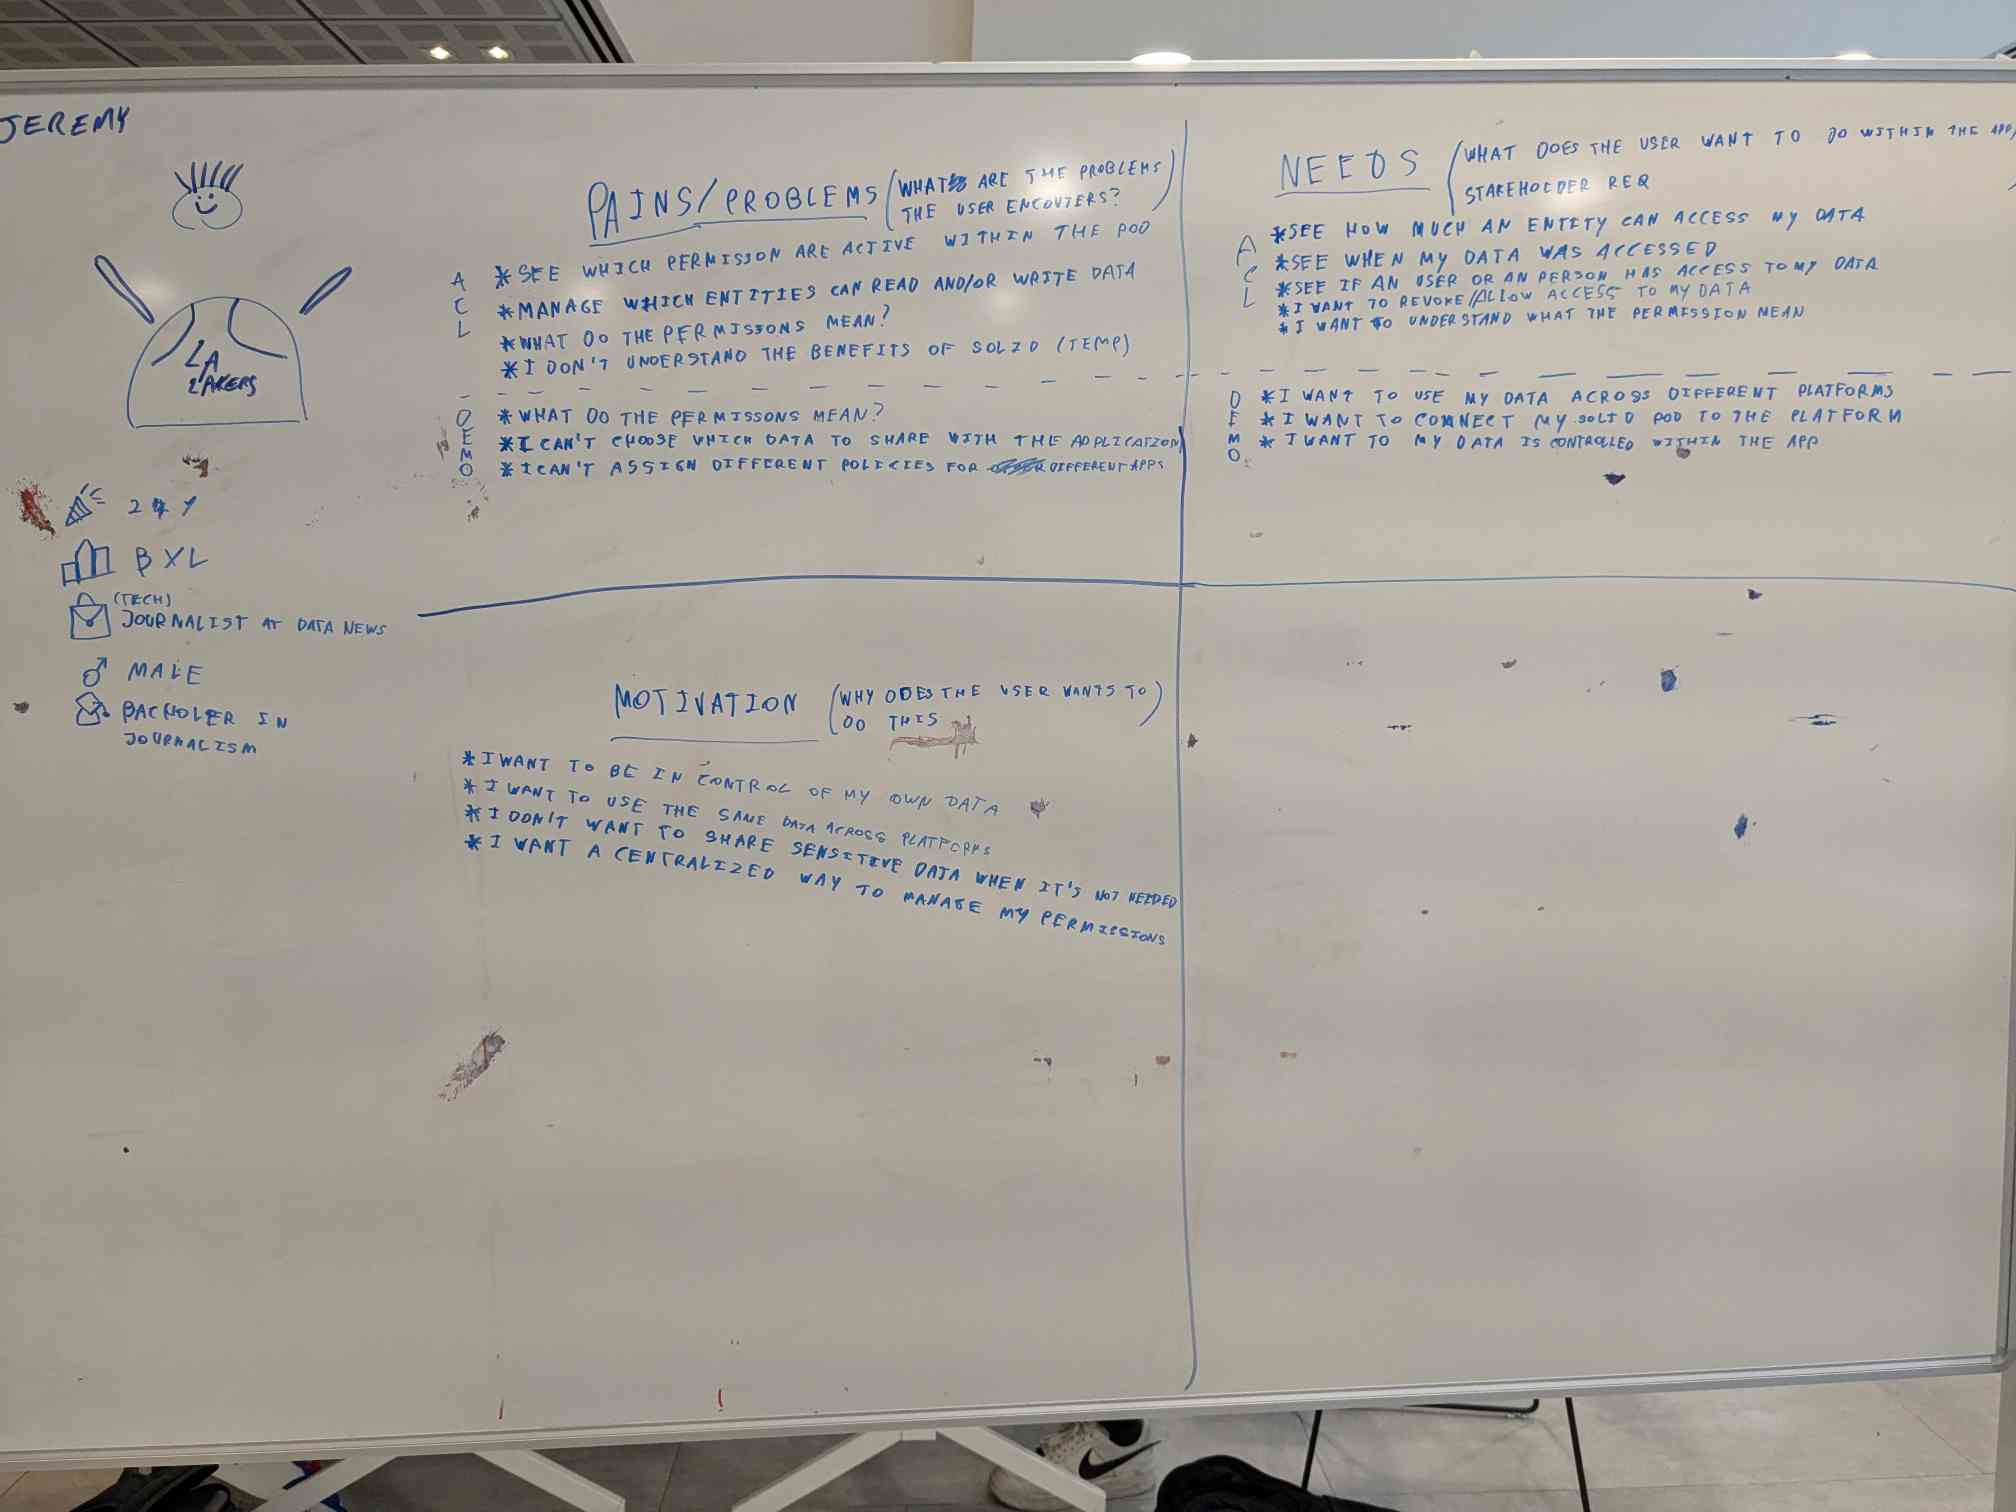 JEREMY
LA
LAKERS
24 Y
BXL
(TECH)
JOURNALIST AT DATA NEWS
MALE
BACHOLER IN
JOURNALISM
PAINS/PROBLEMS (WHAT ARE THE PROBLEMS
THE USER ENCOUTERS?)
ACL
*SEE WHICH PERMISSON ARE ACTIVE WITHIN THE POD
*MANAGE WHICH ENTITIES CAN READ AND/OR WRITE DATA
*WHAT DO THE PERMISSONS MEAN?
*I DON'T UNDERSTAND THE BENEFITS OF SOLID (TEMP)
DEMO
*WHAT DO THE PERMISSONS MEAN?
*I CAN'T CHOOSE WHICH DATA TO SHARE WITH THE APPLICATION
*I CAN'T ASSIGN DIFFERENT POLICIES FOR DIFFERENT APPS
NEEDS (WHAT DOES THE USER WANT TO DO WITHIN THE APP)
STAKEHOLDER REQ
ACL
*SEE HOW MUCH AN ENTITY CAN ACCESS MY DATA
*SEE WHEN MY DATA WAS ACCESSED
*SEE IF AN USER OR AN PERSON HAS ACCESS TO MY DATA
*I WANT TO REVOKE/ALLOW ACCESS TO MY DATA
*I WANT TO UNDERSTAND WHAT THE PERMISSION MEAN
DEMO
*I WANT TO USE MY DATA ACROSS DIFFERENT PLATFORMS
*I WANT TO CONNECT MY SOLID POD TO THE PLATFORM
*I WANT TO MY DATA IS CONTROLLED WITHIN THE APP
MOTIVATION (WHY DOES THE USER WANTS TO
DO THIS)
*I WANT TO BE IN CONTROL OF MY OWN DATA
*I WANT TO USE THE SAME DATA ACROSS PLATFORMS
*I DON'T WANT TO SHARE SENSITIVE DATA WHEN IT'S NOT NEEDED
*I WANT A CENTRALIZED WAY TO MANAGE MY PERMISSIONS